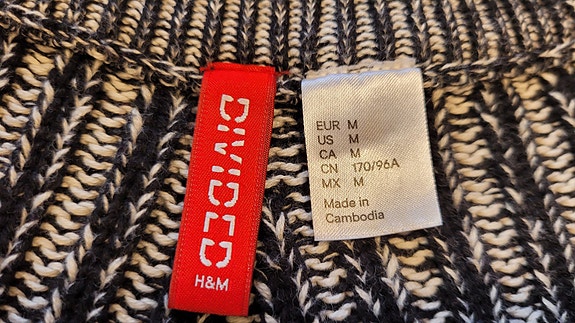 DIVIDED
H&M
EUR M
US M
CA M
CN 170/96A
MX M
Made in
Cambodia